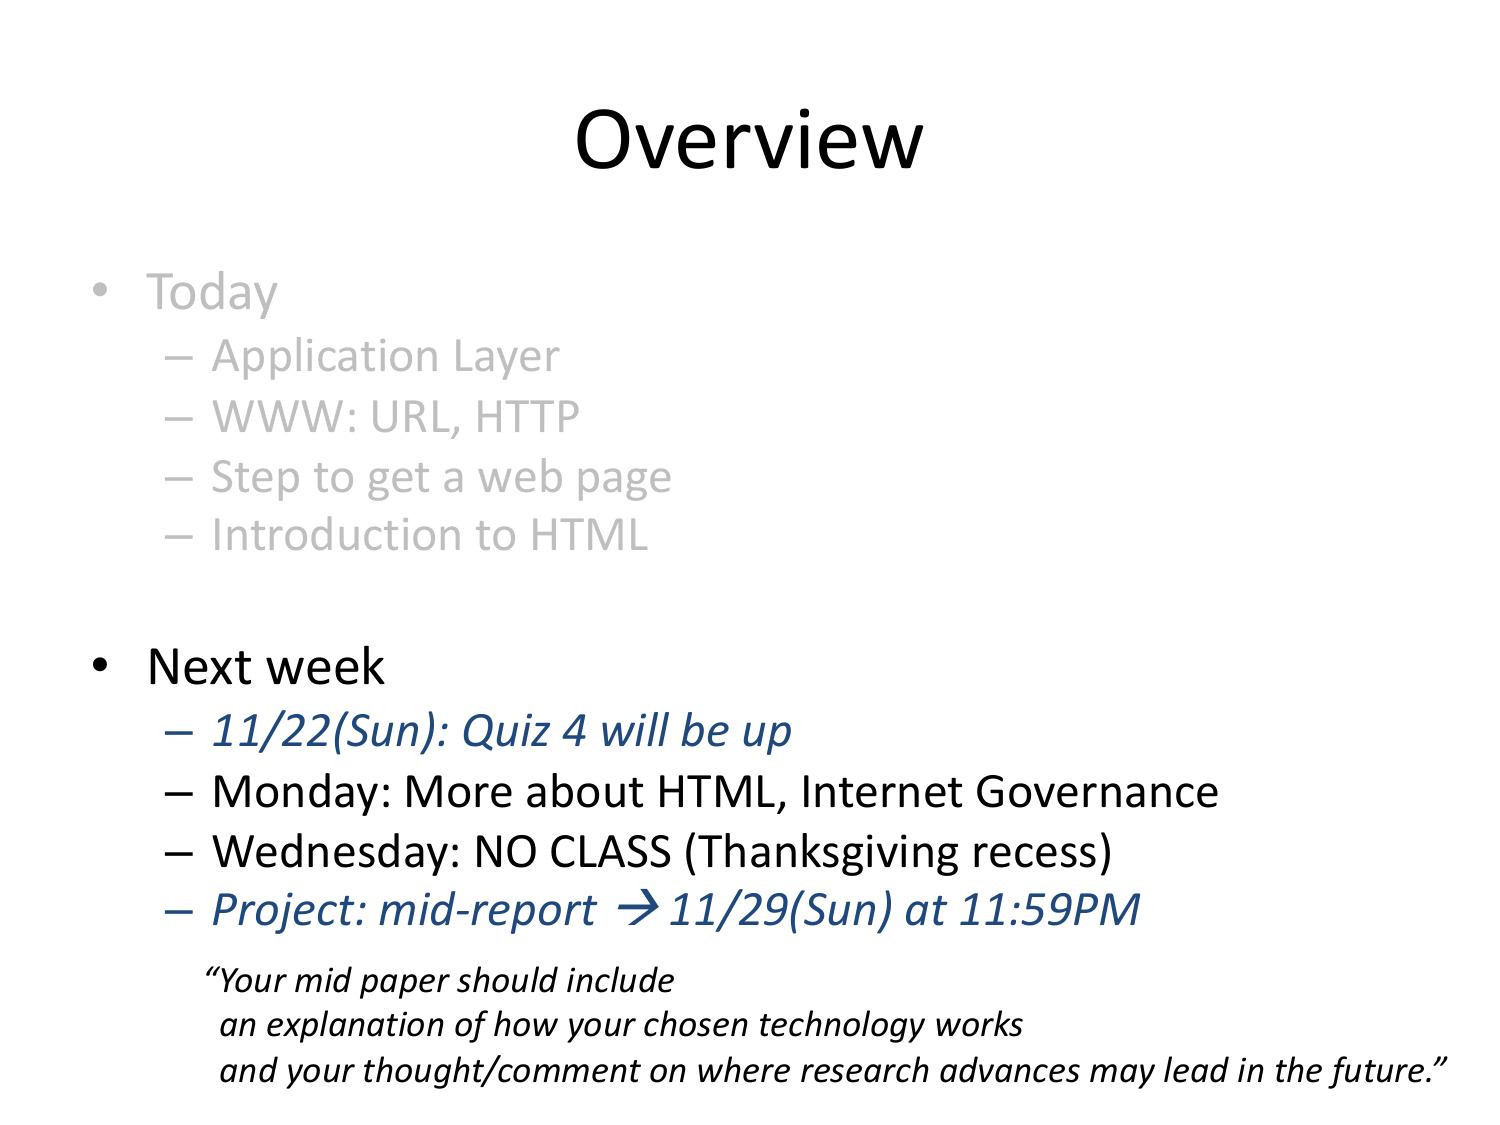 Overview
• Today
– Application Layer
– WWW: URL, HTTP
– Step to get a web page
– Introduction to HTML
• Next week
– 11/22(Sun): Quiz 4 will be up
– Monday: More about HTML, Internet Governance
– Wednesday: NO CLASS (Thanksgiving recess)
– Project: mid-report → 11/29(Sun) at 11:59PM
“Your mid paper should include
an explanation of how your chosen technology works
and your thought/comment on where research advances may lead in the future.”